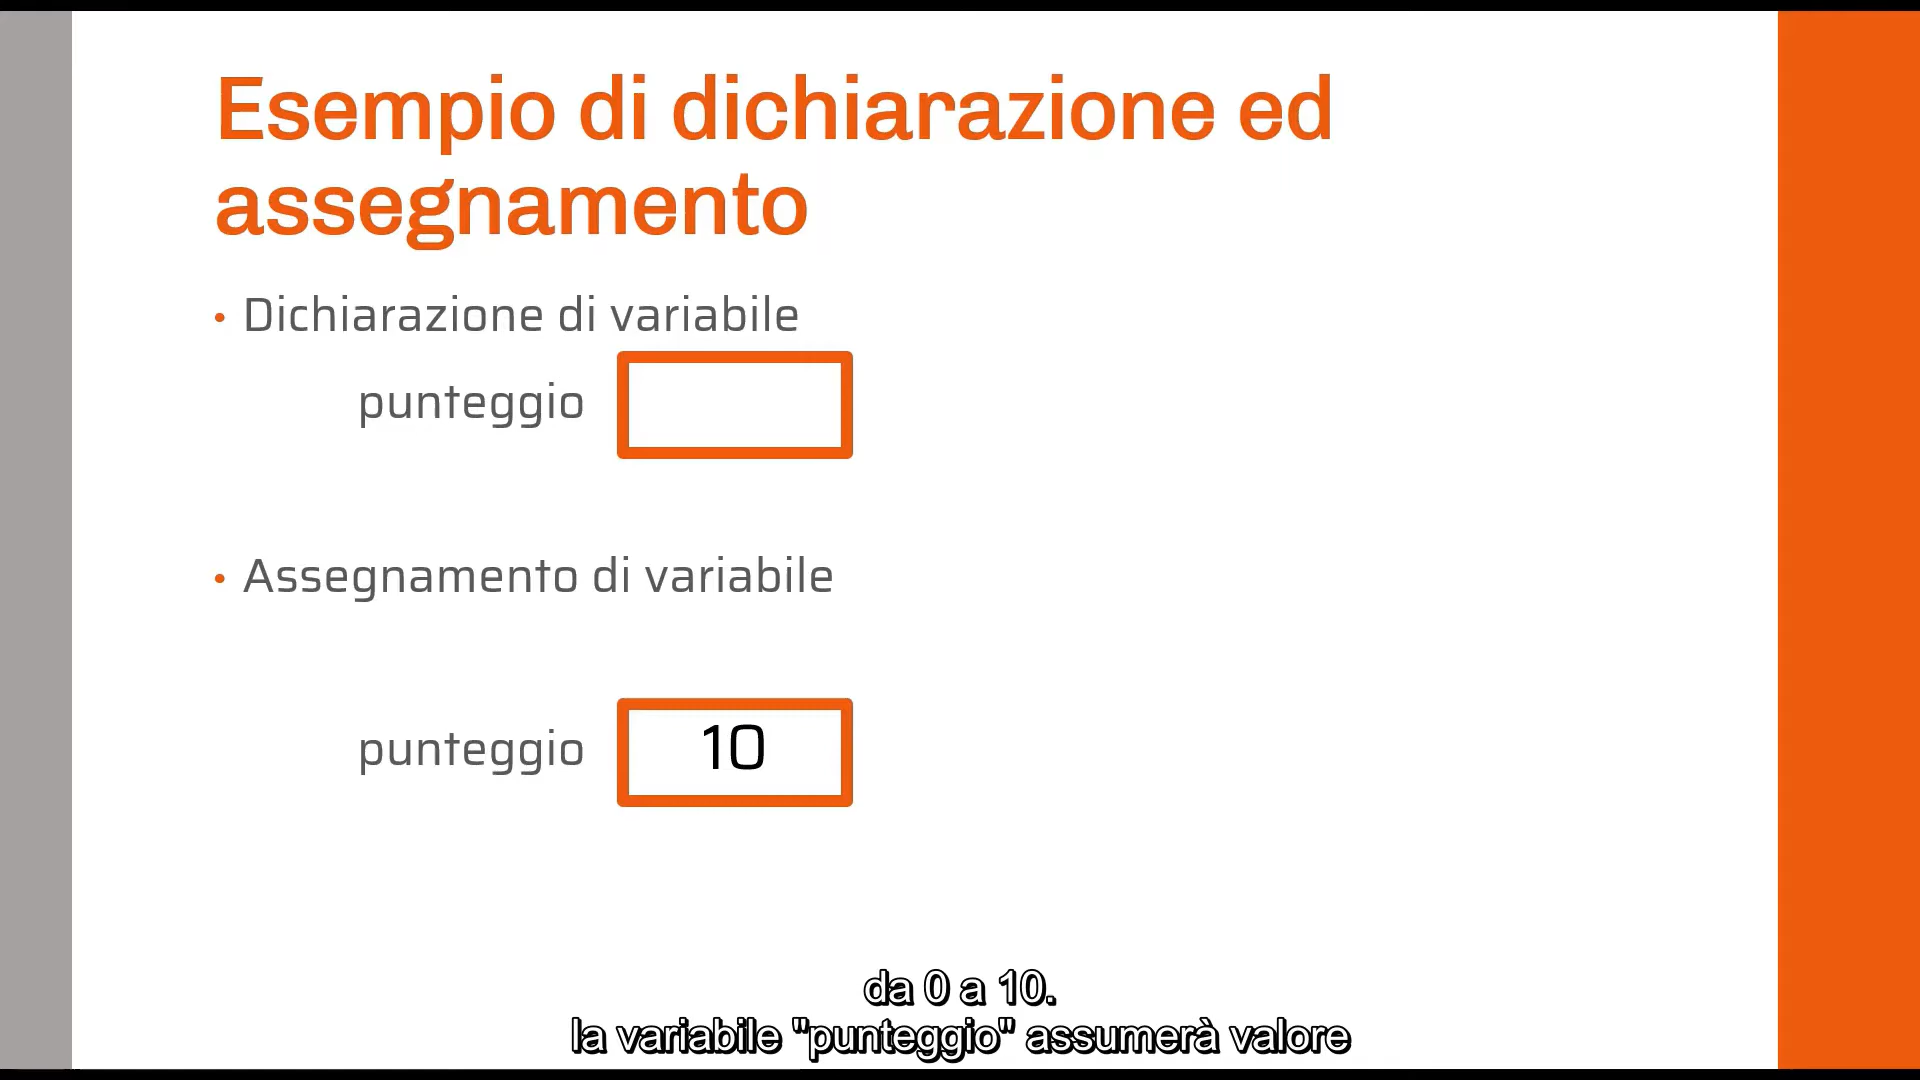 Esempio di dichiarazione ed
assegnamento
• Dichiarazione di variabile
punteggio
• Assegnamento di variabile
punteggio 10
da 0 a 10.
la variabile "punteggio" assumerà valore